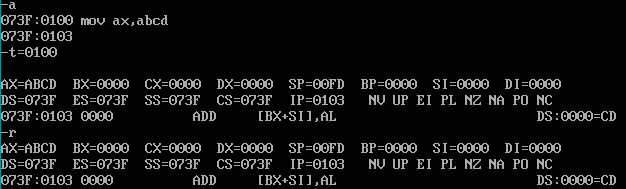 -a
073F:0100 mov ax,abcd
073F:0103
-t=0100

AX=ABCD  BX=0000  CX=0000  DX=0000  SP=00FD  BP=0000  SI=0000  DI=0000
DS=073F  ES=073F  SS=073F  CS=073F  IP=0103   NV UP EI PL NZ NA PO NC
073F:0103 0000          ADD     [BX+SI],AL                         DS:0000=CD
-r
AX=ABCD  BX=0000  CX=0000  DX=0000  SP=00FD  BP=0000  SI=0000  DI=0000
DS=073F  ES=073F  SS=073F  CS=073F  IP=0103   NV UP EI PL NZ NA PO NC
073F:0103 0000          ADD     [BX+SI],AL                         DS:0000=CD